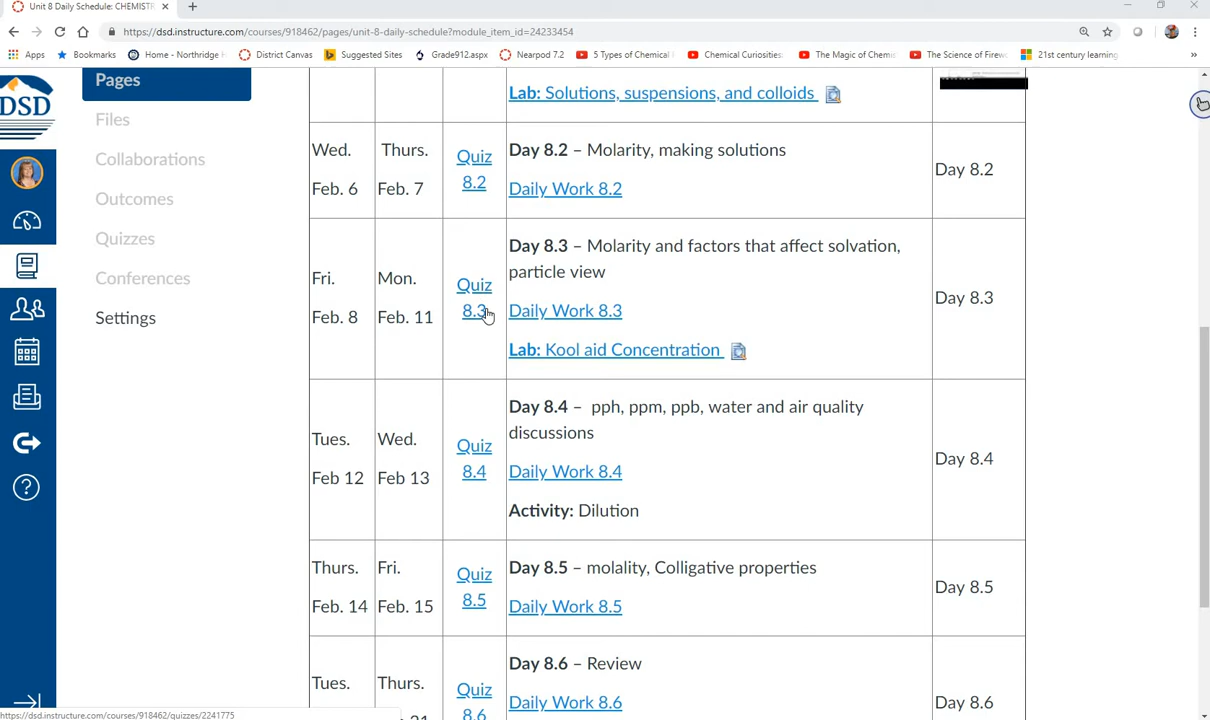 Unit 8 Daily Schedule: CHEMIST
https://dsd.instructure.com/courses/918462/pages/unit-8-daily-schedule?module_item_id=24233454
Apps Bookmarks Home - Northridge District Canvas Suggested Sites Grade912.aspx Nearpod 7.2 5 Types of Chemical Chemical Curiosities The Magic of Chemis The Science of Firew 21st century learning
DSD
Pages
Files
Collaborations
Outcomes
Quizzes
Conferences
Settings
Lab: Solutions, suspensions, and colloids
Wed.
Feb. 6
Thurs.
Feb. 7
Quiz
8.2
Day 8.2 – Molarity, making solutions
Daily Work 8.2
Day 8.2
Fri.
Feb. 8
Mon.
Feb. 11
Quiz
8.3
Day 8.3 – Molarity and factors that affect solvation,
particle view
Daily Work 8.3
Lab: Kool aid Concentration
Day 8.3
Tues.
Feb 12
Wed.
Feb 13
Quiz
8.4
Day 8.4 – pph, ppm, ppb, water and air quality
discussions
Daily Work 8.4
Activity: Dilution
Day 8.4
Thurs.
Feb. 14
Fri.
Feb. 15
Quiz
8.5
Day 8.5 – molality, Colligative properties
Daily Work 8.5
Day 8.5
Tues.
Thurs.
Quiz
8.6
Day 8.6 – Review
Daily Work 8.6
Day 8.6
https://dsd.instructure.com/courses/918462/quizzes/2241775